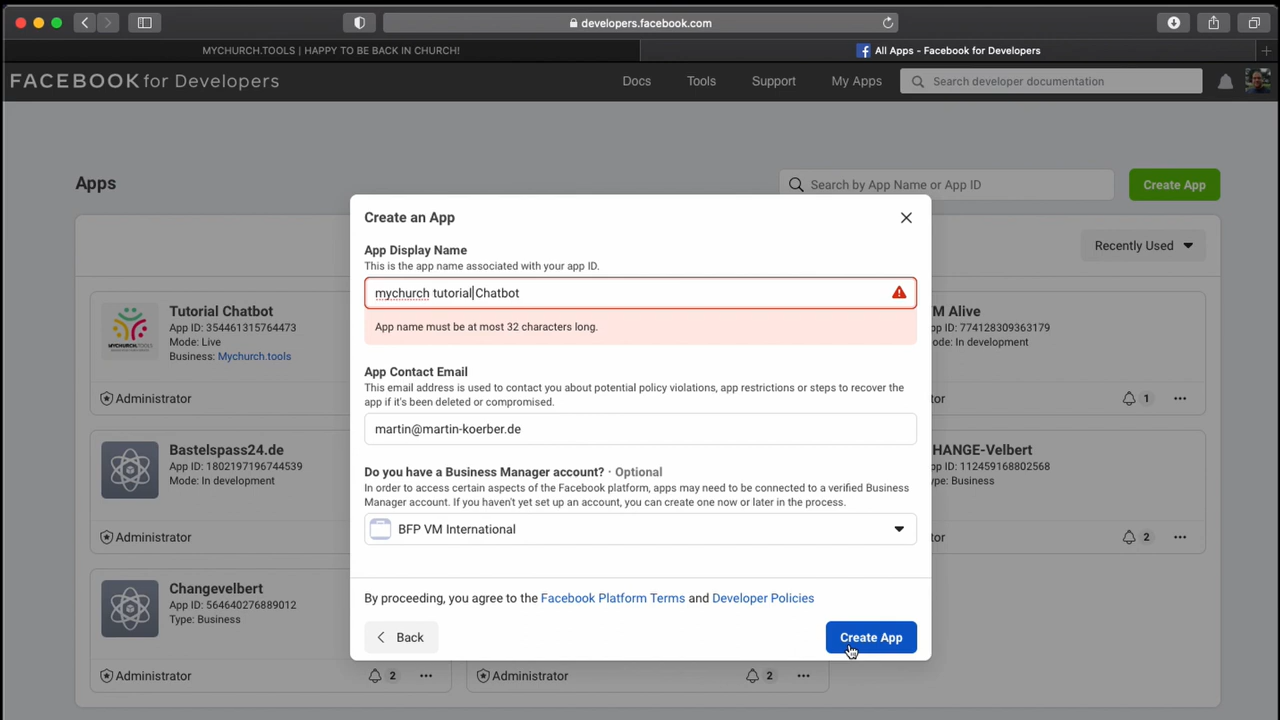 developers.facebook.com
MYCHURCH.TOOLS | HAPPY TO BE BACK IN CHURCH!
All Apps - Facebook for Developers
FACEBOOK for Developers
Docs
Tools
Support
My Apps
Search developer documentation
Apps
Search by App Name or App ID
Create App
Recently Used
Create an App
App Display Name
This is the app name associated with your app ID.
mychurch tutorial Chatbot
App name must be at most 32 characters long.
App Contact Email
This email address is used to contact you about potential policy violations, app restrictions or steps to recover the
app if it's been deleted or compromised.
martin@martin-koerber.de
Do you have a Business Manager account? · Optional
In order to access certain aspects of the Facebook platform, apps may need to be connected to a verified Business
Manager account. If you haven't yet set up an account, you can create one now or later in the process.
BFP VM International
By proceeding, you agree to the Facebook Platform Terms and Developer Policies
Back
Create App
MYCHURCH.TOOLS
Tutorial Chatbot
App ID: 354461315764473
Mode: Live
Business: Mychurch.tools
Administrator
M Alive
App ID: 774128309363179
ode: In development
or
1
Bastelspass24.de
App ID: 1802197196744539
Mode: In development
Administrator
HANGE-Velbert
App ID: 112459168802568
ype: Business
or
2
Changevelbert
App ID: 564640276889012
Type: Business
Administrator
2
Administrator
2